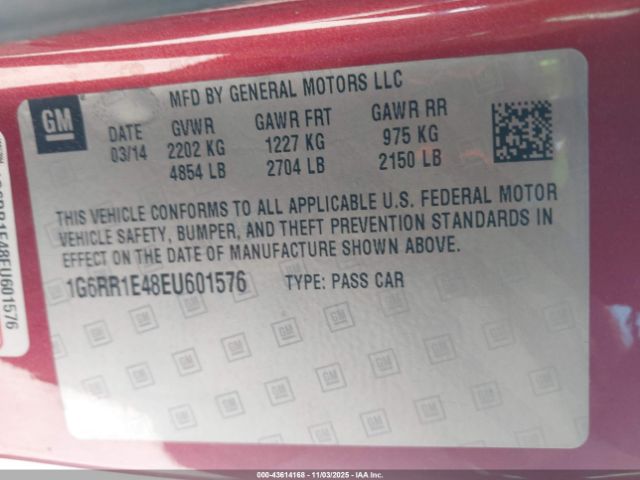 GM
MFD BY GENERAL MOTORS LLC
DATE GVWR GAWR FRT GAWR RR
03/14 2202 KG 1227 KG 975 KG
4854 LB 2704 LB 2150 LB
THIS VEHICLE CONFORMS TO ALL APPLICABLE U.S. FEDERAL MOTOR
VEHICLE SAFETY, BUMPER, AND THEFT PREVENTION STANDARDS IN
EFFECT ON THE DATE OF MANUFACTURE SHOWN ABOVE.
1G6RR1E48EU601576 TYPE: PASS CAR
1G6RR1E48EU601576
000-43614168 - 11/03/2025 - IAA Inc.